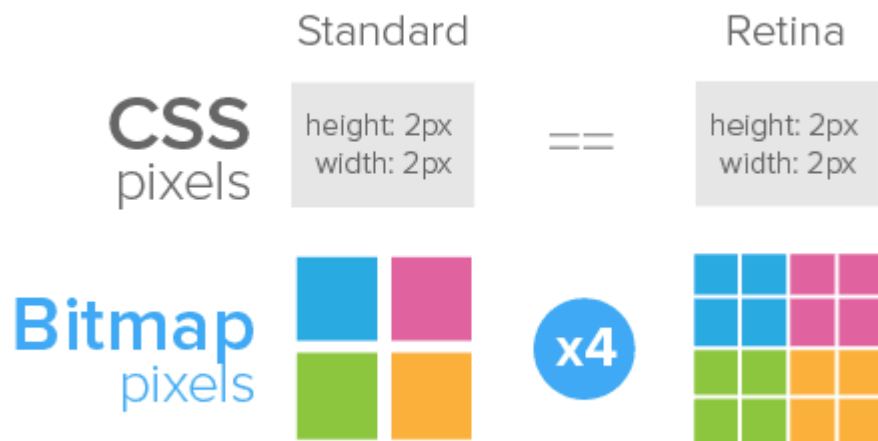 Standard
Retina
CSS
pixels
height: 2px
width: 2px
==
height: 2px
width: 2px
Bitmap
pixels
x4